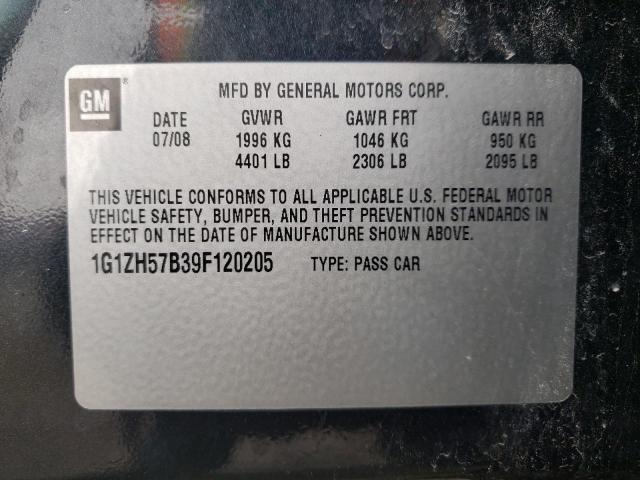 GM ®
MFD BY GENERAL MOTORS CORP.
DATE GVWR GAWR FRT GAWR RR
07/08 1996 KG 1046 KG 950 KG
4401 LB 2306 LB 2095 LB
THIS VEHICLE CONFORMS TO ALL APPLICABLE U.S. FEDERAL MOTOR
VEHICLE SAFETY, BUMPER, AND THEFT PREVENTION STANDARDS IN
EFFECT ON THE DATE OF MANUFACTURE SHOWN ABOVE.
1G1ZH57B39F120205 TYPE: PASS CAR